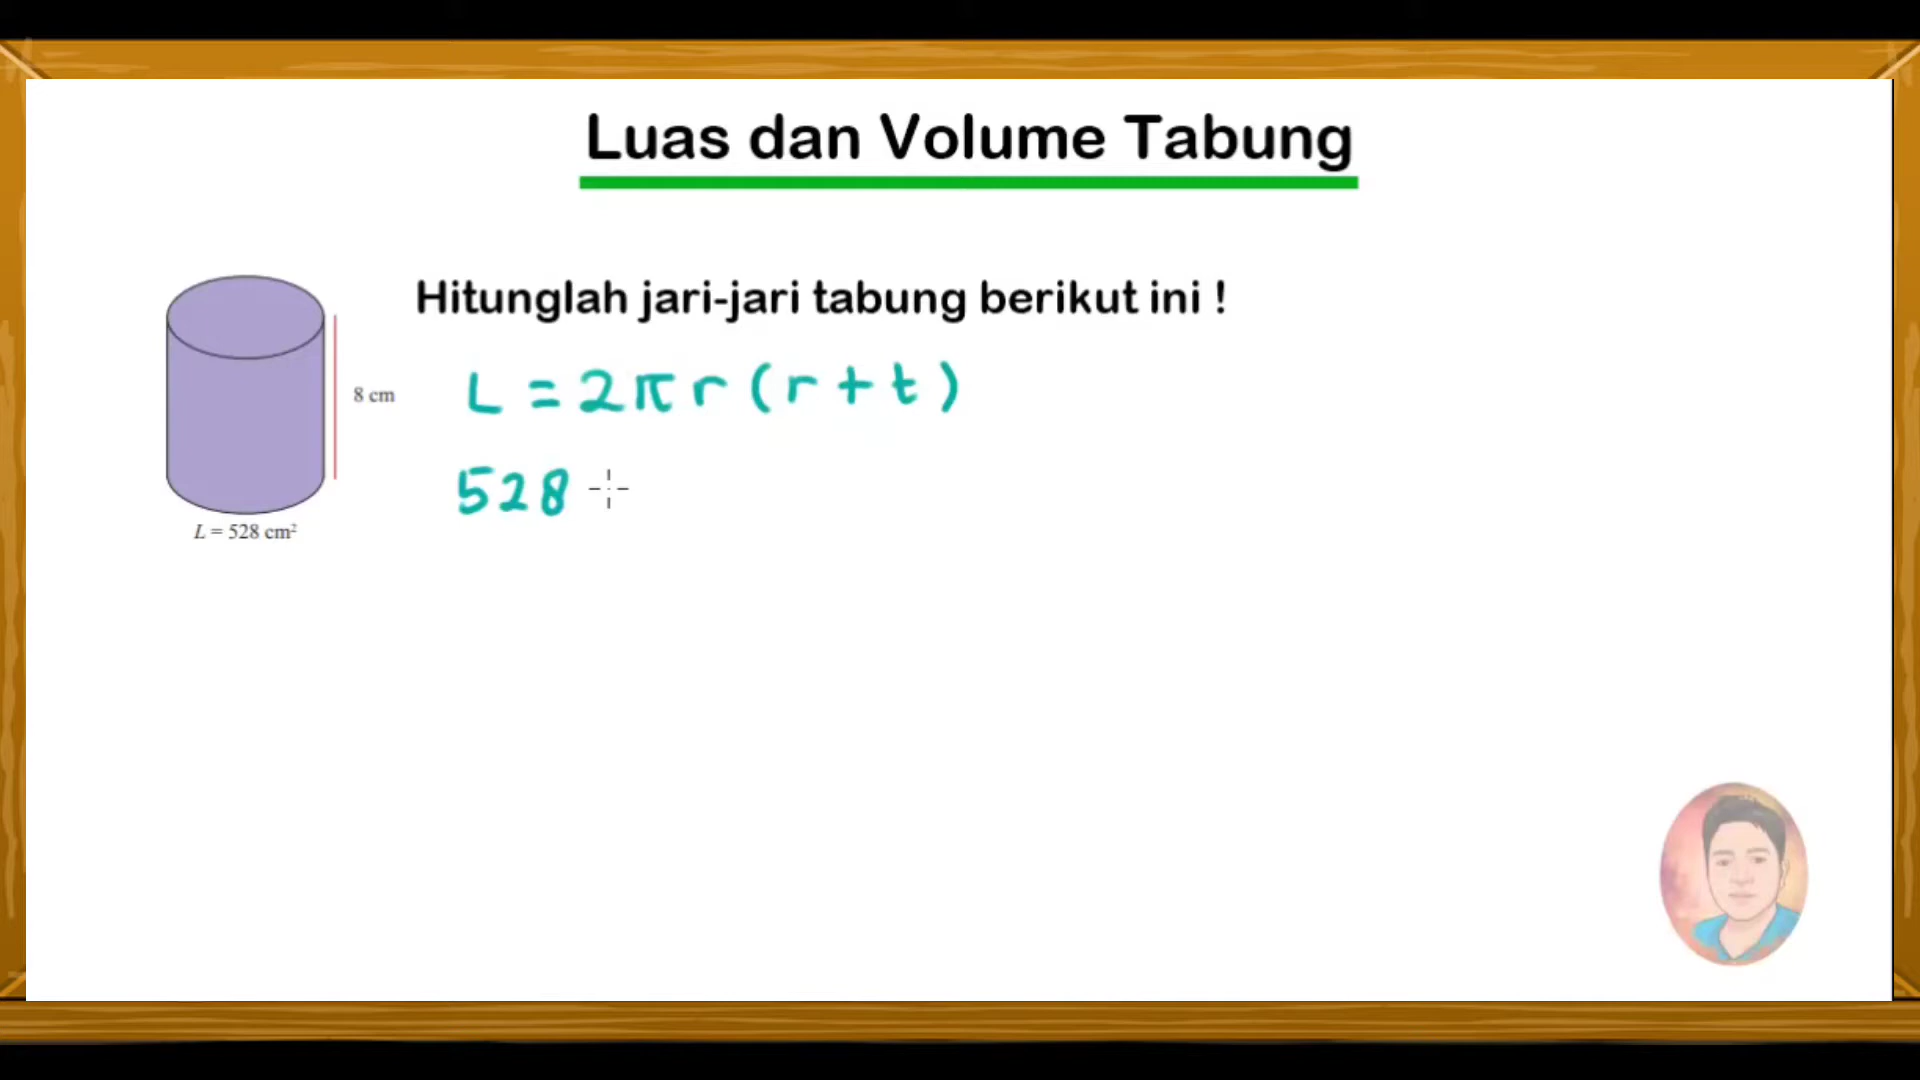 Luas dan Volume Tabung
Hitunglah jari-jari tabung berikut ini !
8 cm
L = 528 cm²
L = 2πr(r+t)
528